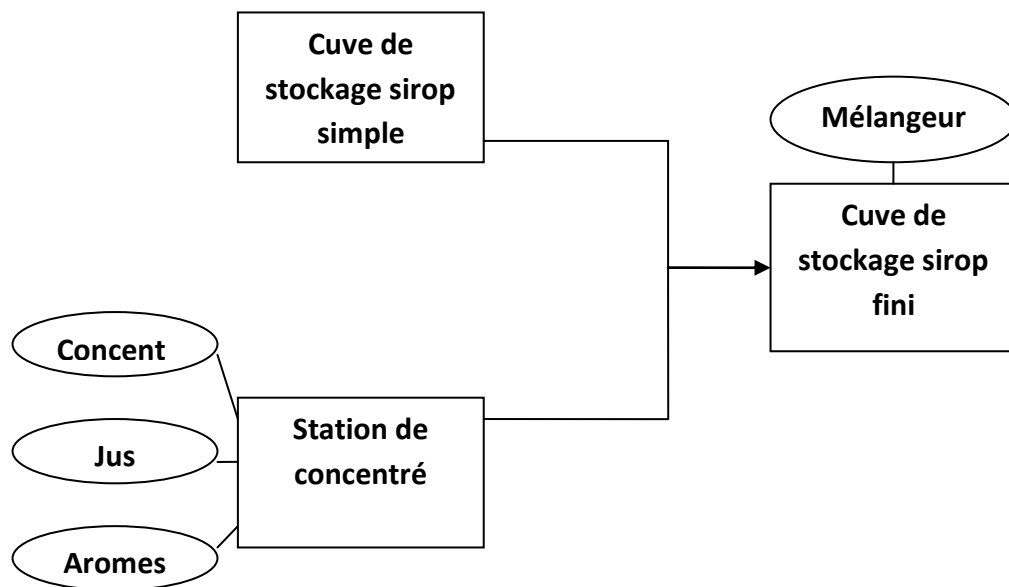 Cuve de
stockage sirop
simple
Mélangeur
Cuve de
stockage sirop
fini
Concent
Jus
Aromes
Station de
concentré